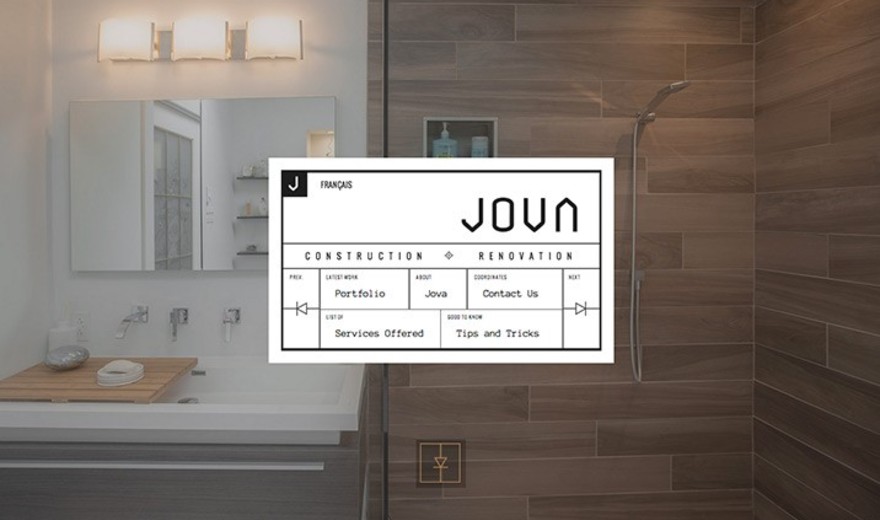 J FRANÇAIS
JOVA
CONSTRUCTION RENOVATION
PREV. LATEST WORK ABOUT COORDINATES NEXT
Portfolio Jova Contact Us
LIST OF GOOD TO KNOW
Services Offered Tips and Tricks